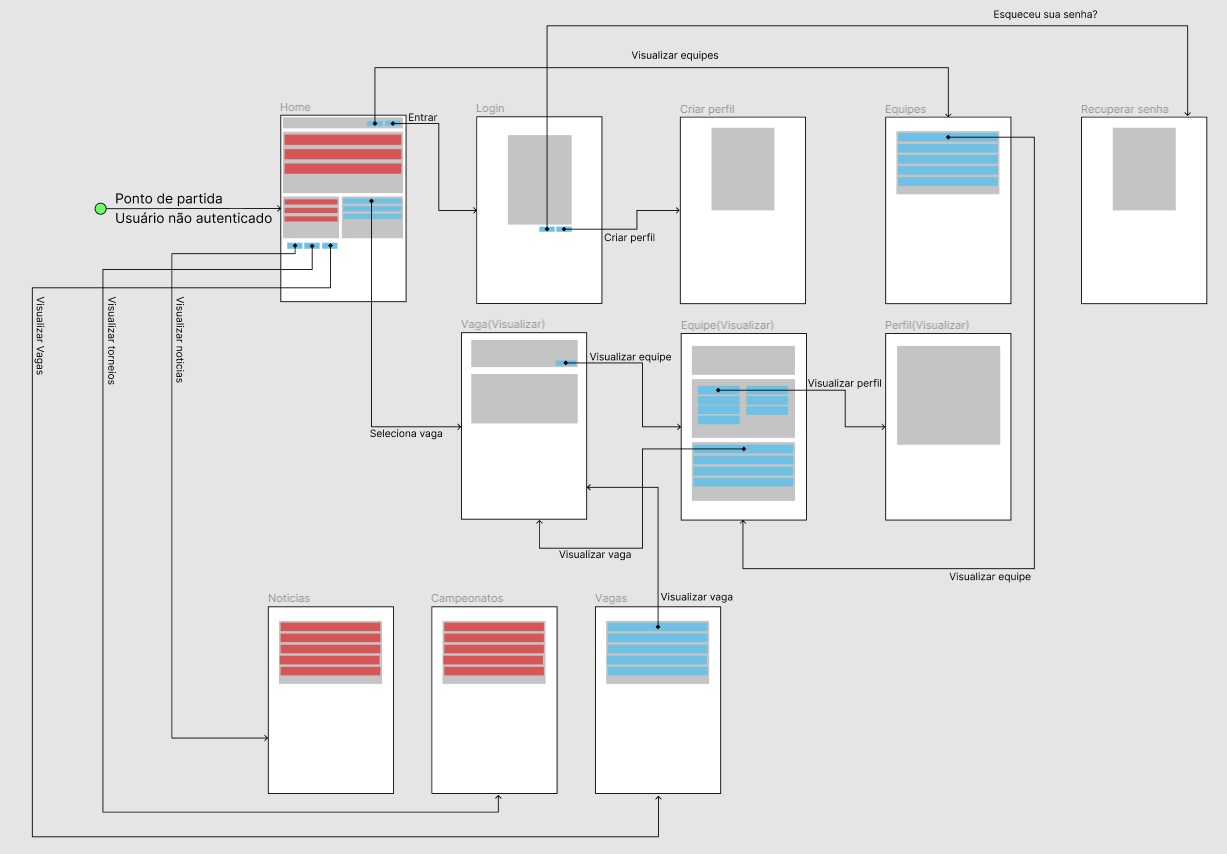 Esqueceu sua senha?
Visualizar equipes
Home
Login
Criar perfil
Equipes
Recuperar senha
Entrar
Ponto de partida
Usuário não autenticado
Criar perfil
Visualizar Vagas
Visualizar torneios
Visualizar noticias
Vaga(Visualizar)
Equipe(Visualizar)
Perfil(Visualizar)
Visualizar equipe
Visualizar perfil
Seleciona vaga
Visualizar vaga
Visualizar equipe
Noticias
Campeonatos
Vagas
Visualizar vaga